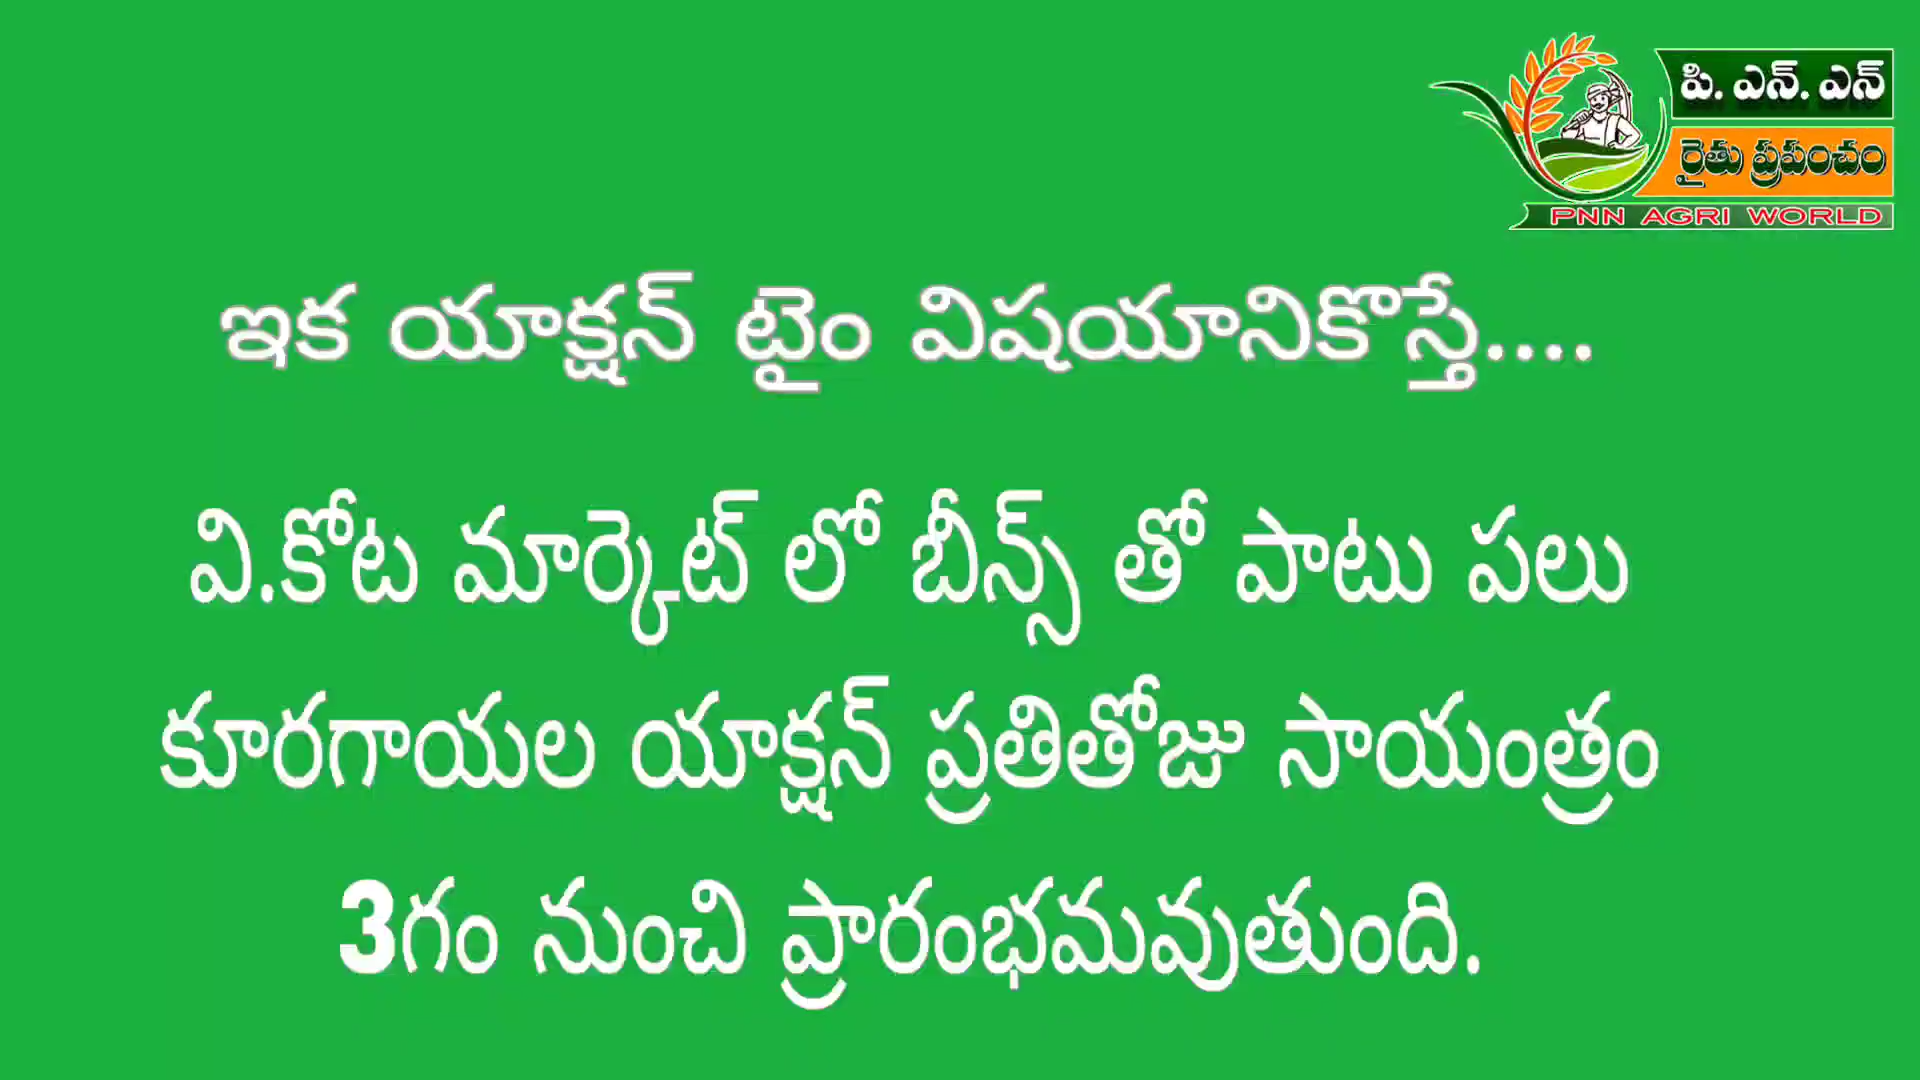 పి. ఎన్. ఎన్
రైతు ప్రపంచం
PNN AGRI WORLD
ఇక యాక్షన్ టైం విషయానికొస్తే....
వి.కోట మార్కెట్ లో బీన్స్ తో పాటు పలు
కూరగాయల యాక్షన్ ప్రతితోజు సాయంత్రం
3గం నుంచి ప్రారంభమవుతుంది.